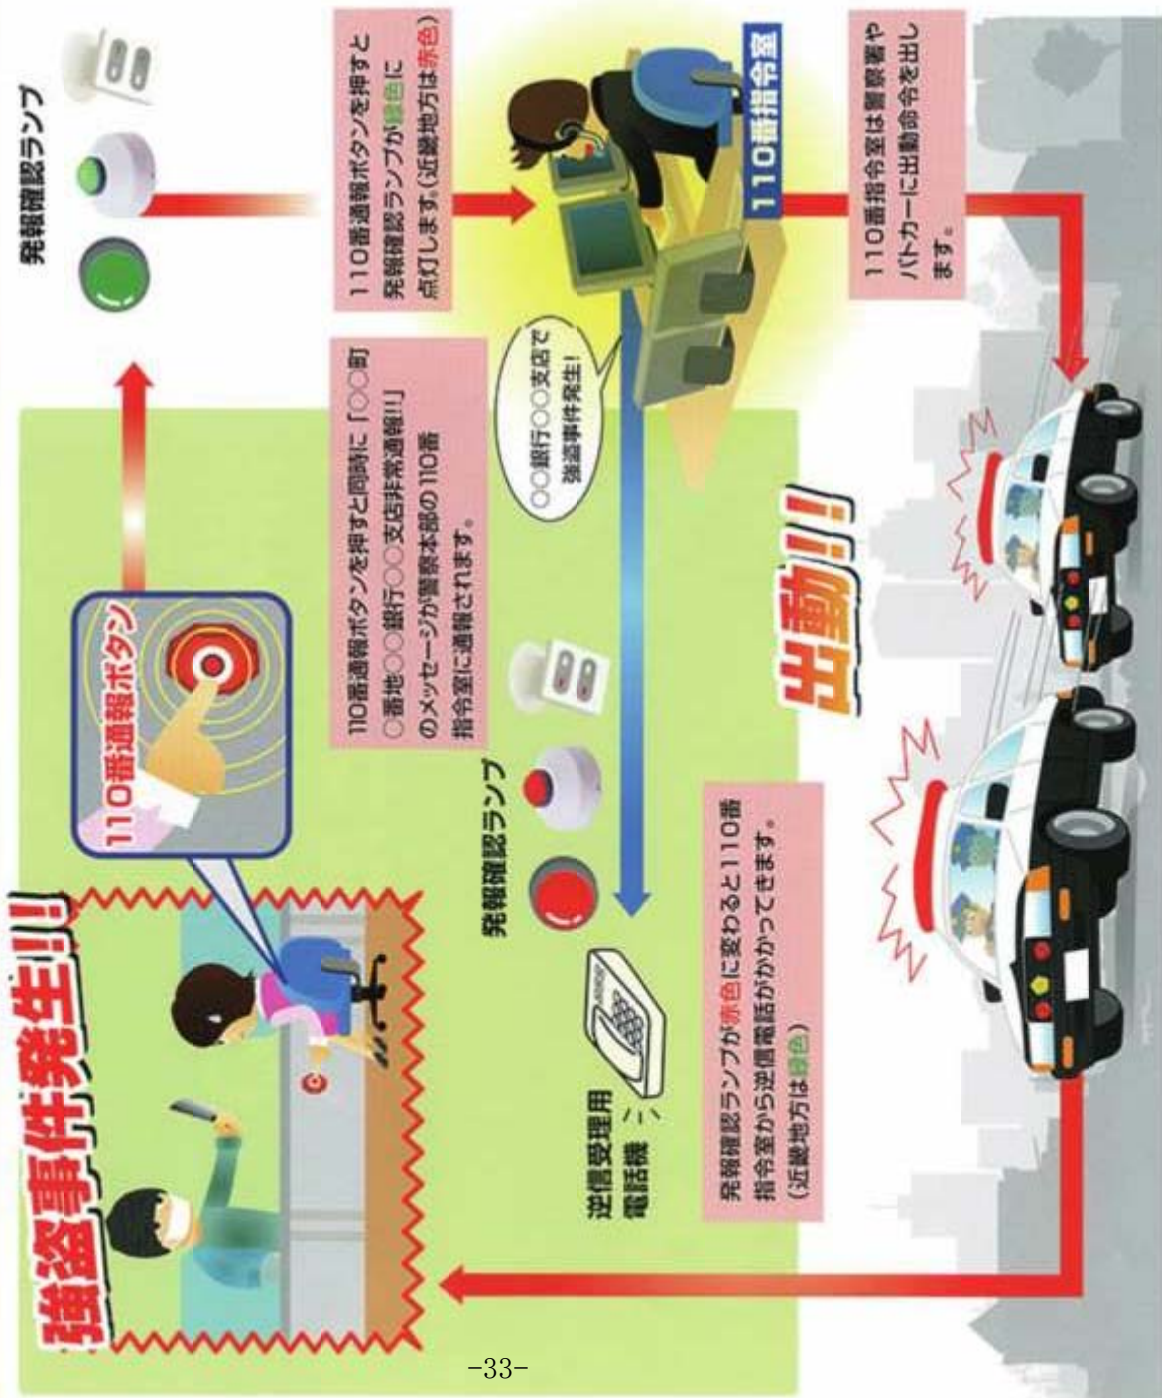 強盗事件発生!!
110番通報ボタン
発報確認ランプ
110番通報ボタンを押すと同時に「○○町
○番地○○銀行○○支店非常通報!!」
のメッセージが警察本部の110番
指令室に通報されます。
110番通報ボタンを押すと
発報確認ランプが緑色に
点灯します。(近畿地方は赤色)
○○銀行○○支店で
強盗事件発生!
110番指令室
発報確認ランプ
逆信受理用
電話機
発報確認ランプが赤色に変わると110番
指令室から逆信電話がかかってきます。
(近畿地方は緑色)
110番指令室は警察署や
パトカーに出動命令を出し
ます。
出動!!!
-33-